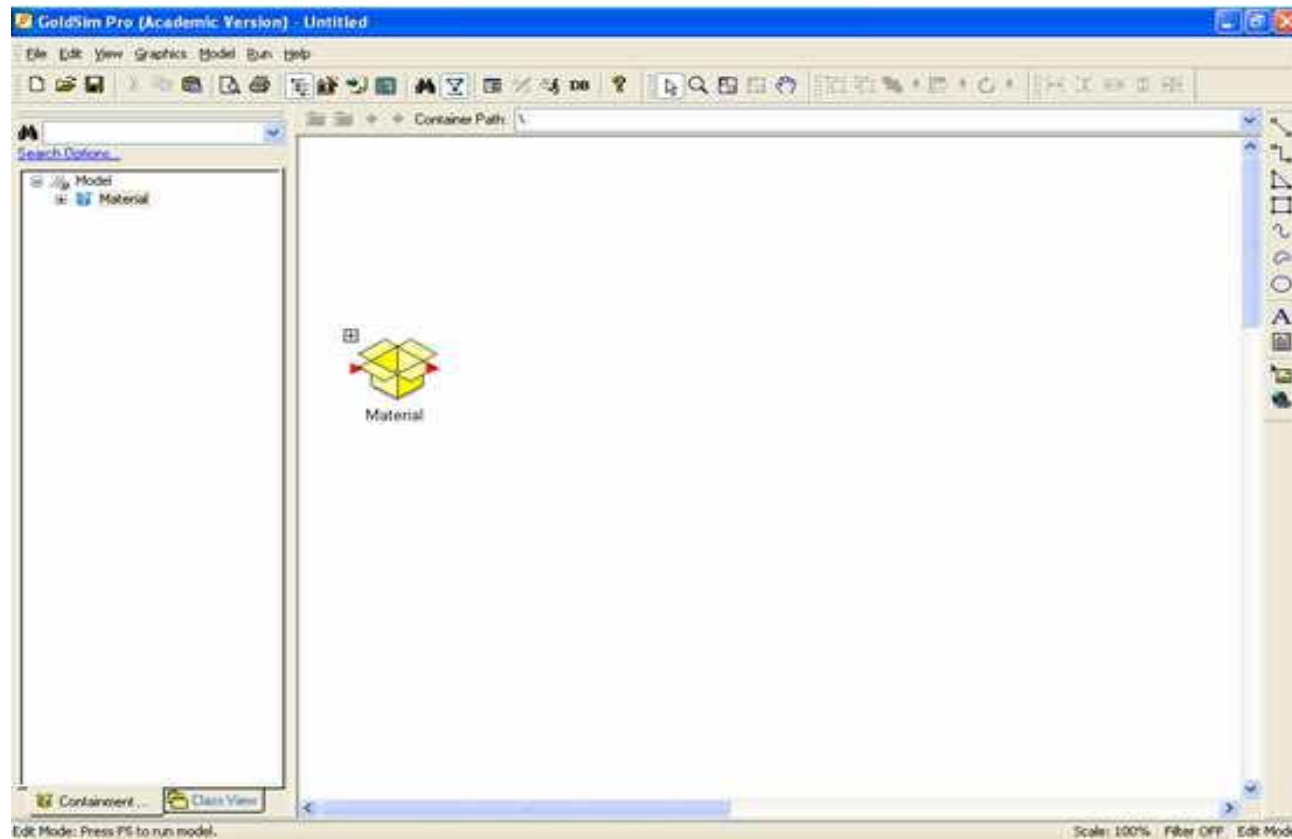 GoldSim Pro (Academic Version) - Untitled
File Edit View Graphics Model Run Help
DB
Container Path: \
Search Options...
Model
Material
Material
Containment ... Class View
Edit Mode: Press F5 to run model.
Scale: 100% Filter OFF Edit Mode